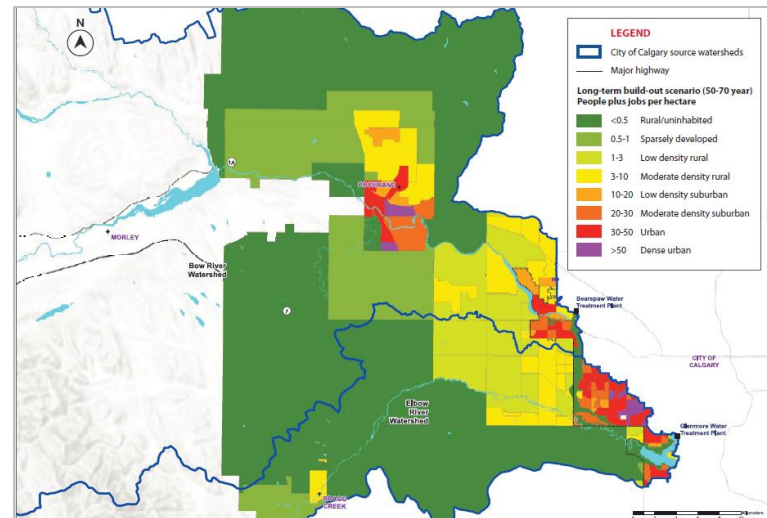 N
LEGEND
City of Calgary source watersheds
Major highway
Long-term build-out scenario (50-70 year)
People plus jobs per hectare
<0.5 Rural/uninhabited
0.5-1 Sparsely developed
1-3 Low density rural
3-10 Moderate density rural
10-20 Low density suburban
20-30 Moderate density suburban
30-50 Urban
>50 Dense urban
1A
COCHRANE
MORLEY
Bow River
Watershed
Bearspaw Water
Treatment Plant
CITY OF
CALGARY
Elbow
River
Watershed
Glenmore Water
Treatment Plant
BRAGG
CREEK